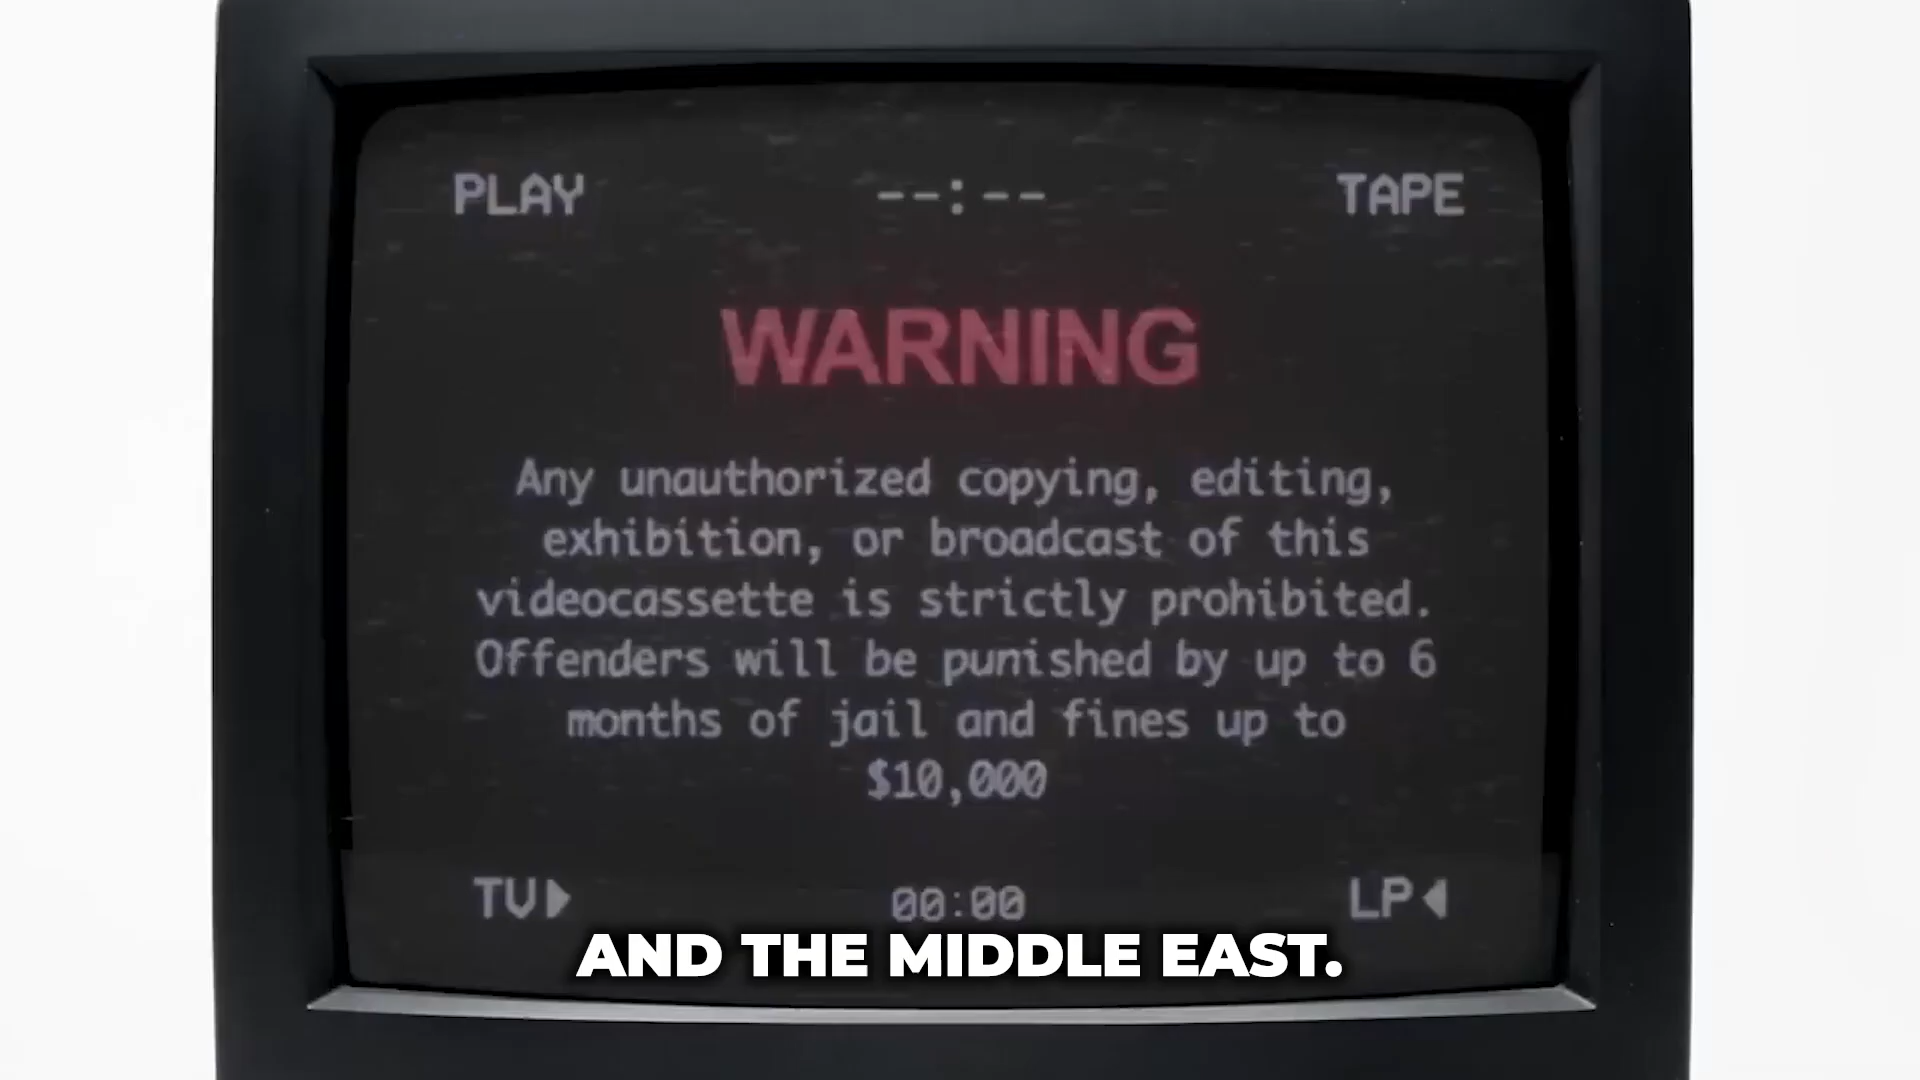 PLAY --:-- TAPE
WARNING
Any unauthorized copying, editing,
exhibition, or broadcast of this
videocassette is strictly prohibited.
Offenders will be punished by up to 6
months of jail and fines up to
$10,000
TV▶ 00:00 LP◀
AND THE MIDDLE EAST.